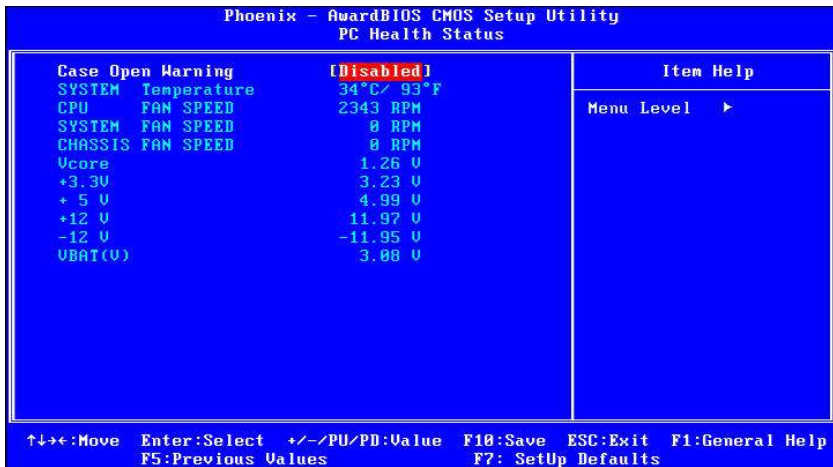 Phoenix - AwardBIOS CMOS Setup Utility
PC Health Status
Case Open Warning [Disabled]
SYSTEM Temperature 34°C/ 93°F
CPU FAN SPEED 2343 RPM
SYSTEM FAN SPEED 0 RPM
CHASSIS FAN SPEED 0 RPM
Vcore 1.26 V
+3.3V 3.23 V
+ 5 V 4.99 V
+12 V 11.97 V
-12 V -11.95 V
VBAT(V) 3.08 V
Item Help
Menu Level ►
↑↓→←:Move Enter:Select +/-/PU/PD:Value F10:Save ESC:Exit F1:General Help
F5:Previous Values F7: SetUp Defaults